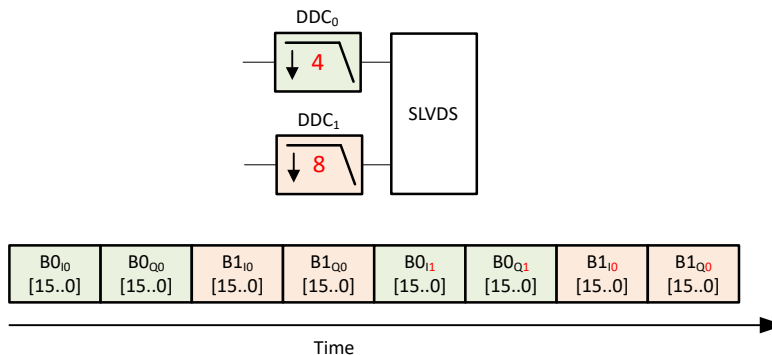 DDC0
4
SLVDS
DDC1
8
B0I0 B0Q0 B1I0 B1Q0 B0I1 B0Q1 B1I0 B1Q0
[15..0] [15..0] [15..0] [15..0] [15..0] [15..0] [15..0] [15..0]
Time